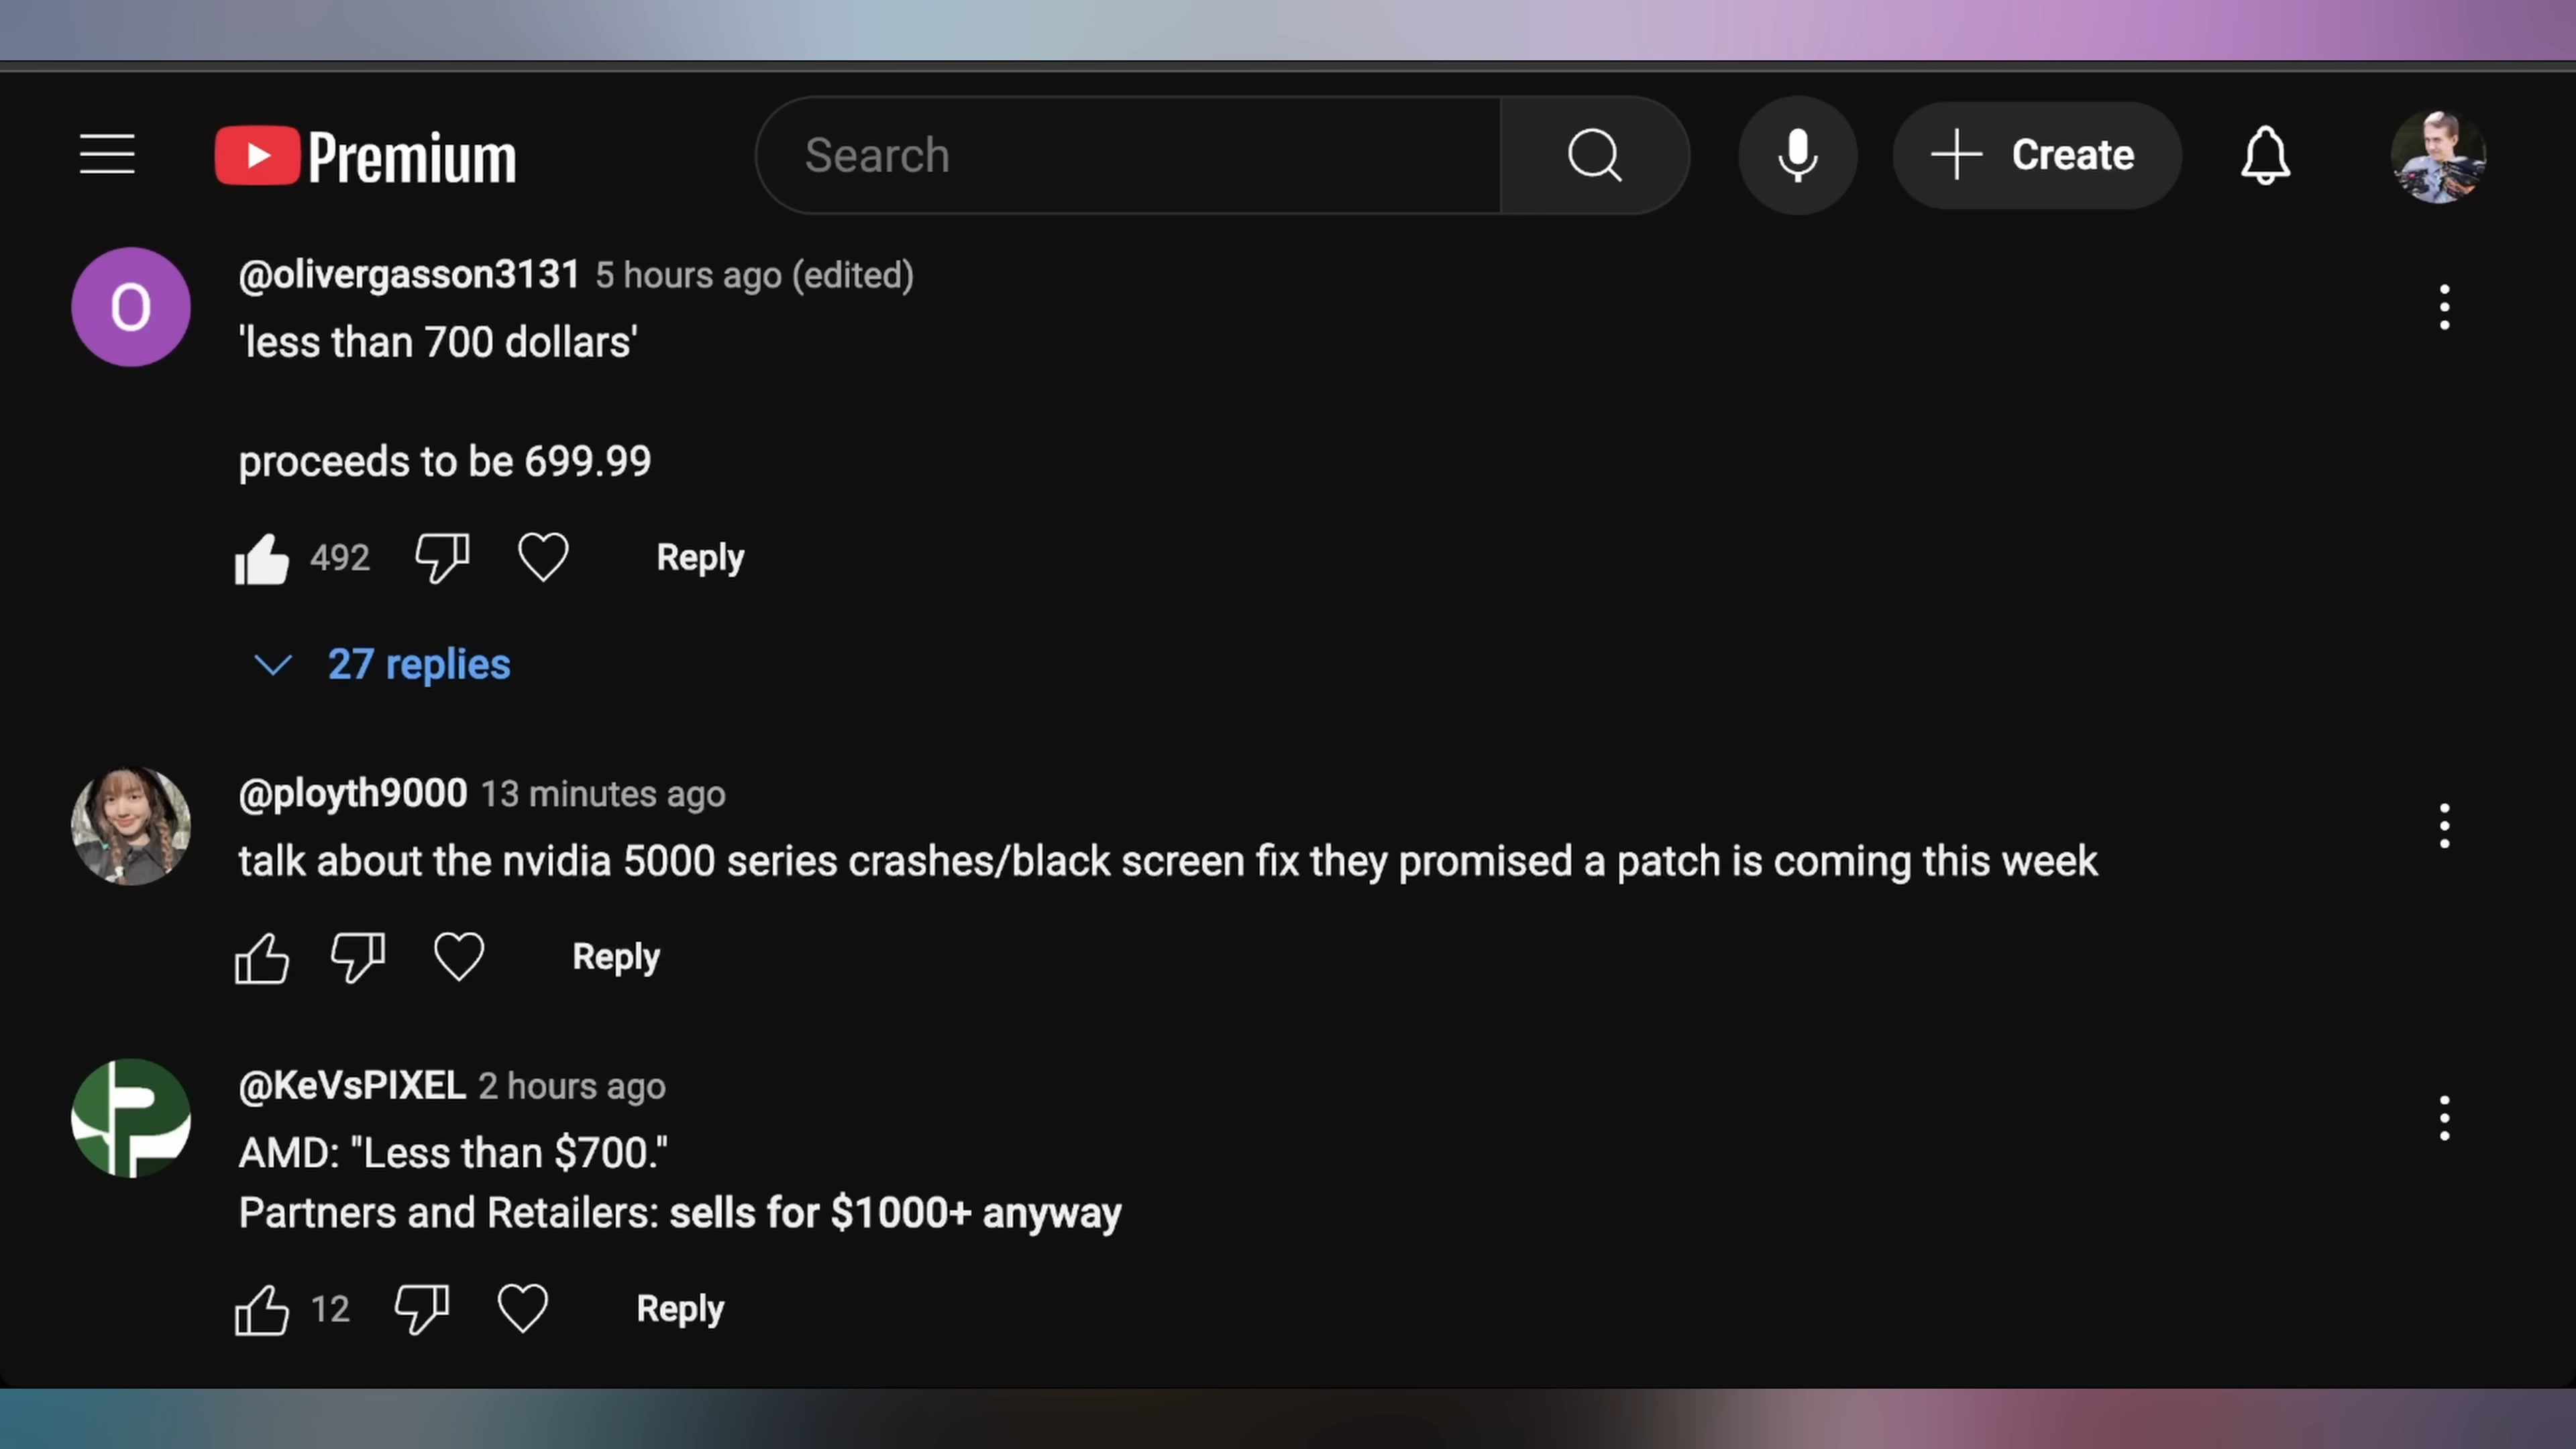 Premium
Search
Create
O
@olivergasson3131 5 hours ago (edited)
'less than 700 dollars'
proceeds to be 699.99
492 Reply
27 replies
@ployth9000 13 minutes ago
talk about the nvidia 5000 series crashes/black screen fix they promised a patch is coming this week
Reply
@KeVsPIXEL 2 hours ago
AMD: "Less than $700."
Partners and Retailers: sells for $1000+ anyway
12 Reply